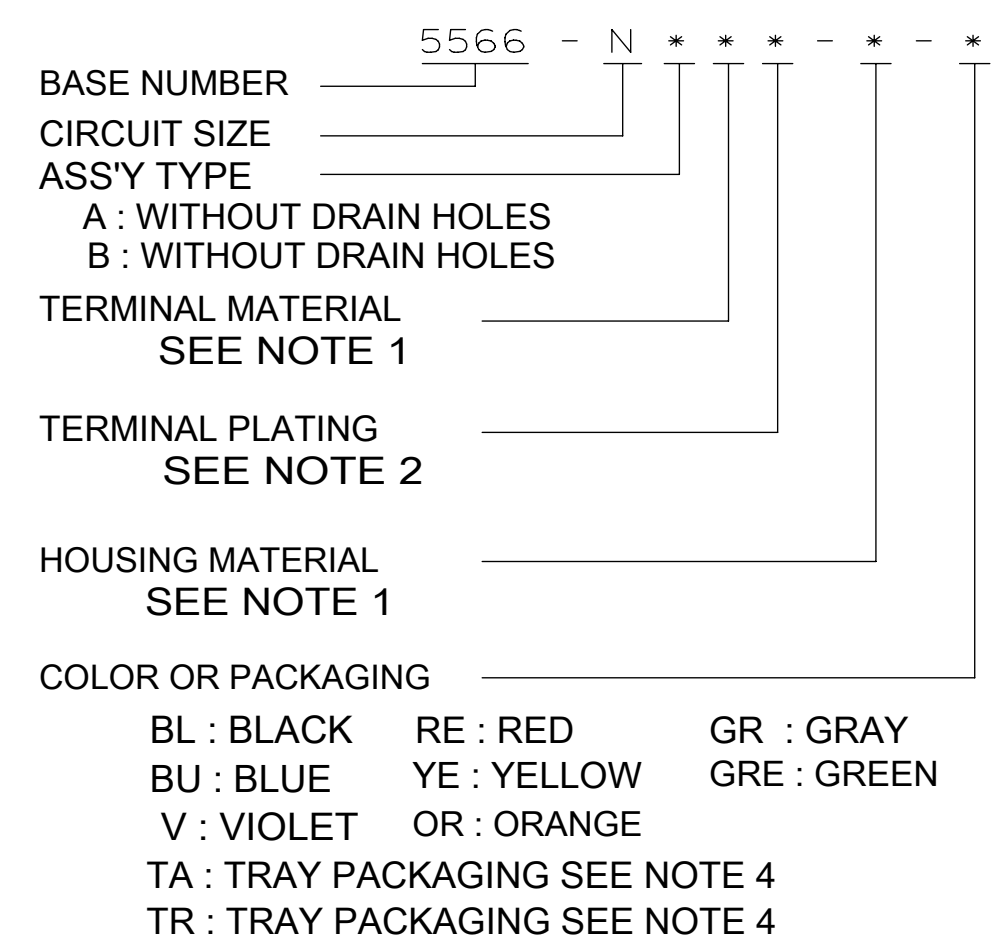 5566 - N * * * - * - *
BASE NUMBER
CIRCUIT SIZE
ASS'Y TYPE
A : WITHOUT DRAIN HOLES
B : WITHOUT DRAIN HOLES
TERMINAL MATERIAL
SEE NOTE 1
TERMINAL PLATING
SEE NOTE 2
HOUSING MATERIAL
SEE NOTE 1
COLOR OR PACKAGING
BL : BLACK RE : RED GR : GRAY
BU : BLUE YE : YELLOW GRE : GREEN
V : VIOLET OR : ORANGE
TA : TRAY PACKAGING SEE NOTE 4
TR : TRAY PACKAGING SEE NOTE 4